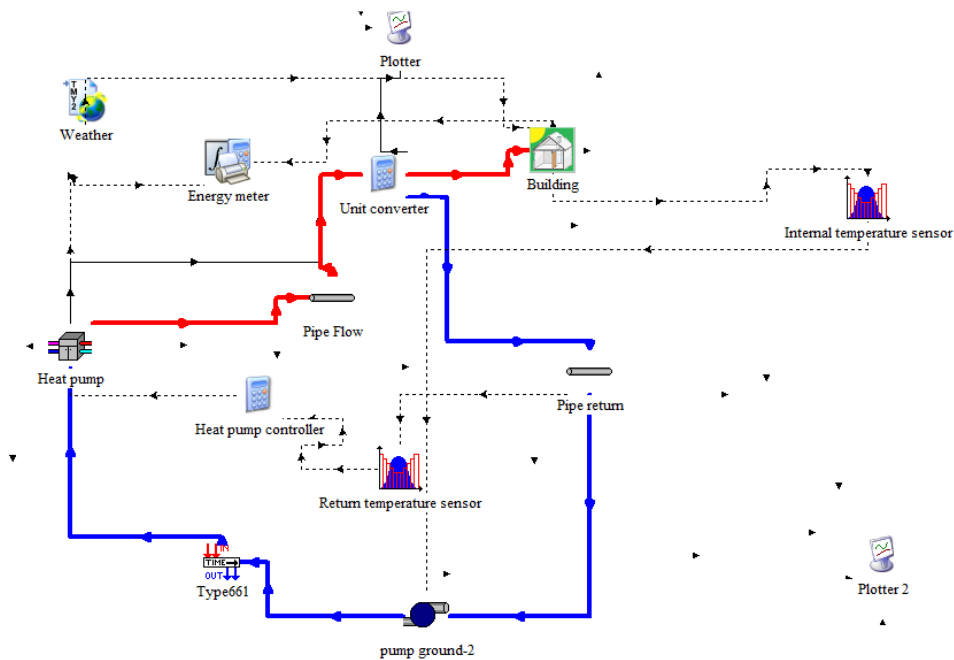 Plotter
TMY2
Weather
Energy meter
Unit converter
Building
Internal temperature sensor
Pipe Flow
Heat pump
Pipe return
Heat pump controller
Return temperature sensor
IN
TIME
OUT
Type661
Plotter 2
pump ground-2